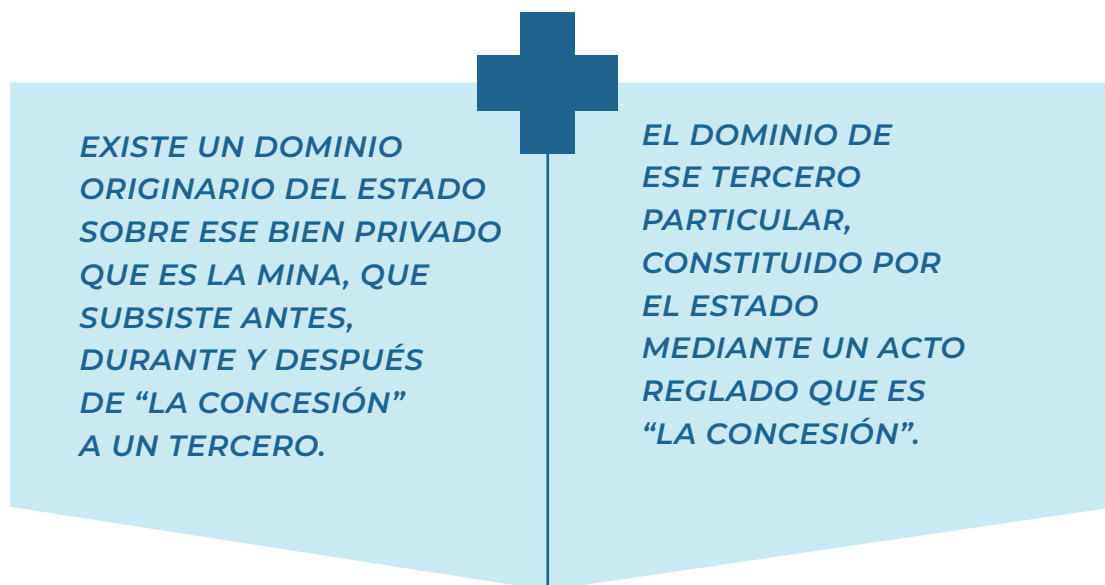 EXISTE UN DOMINIO
ORIGINARIO DEL ESTADO
SOBRE ESE BIEN PRIVADO
QUE ES LA MINA, QUE
SUBSISTE ANTES,
DURANTE Y DESPUÉS
DE “LA CONCESIÓN”
A UN TERCERO.
EL DOMINIO DE
ESE TERCERO
PARTICULAR,
CONSTITUIDO POR
EL ESTADO
MEDIANTE UN ACTO
REGLADO QUE ES
“LA CONCESIÓN”.